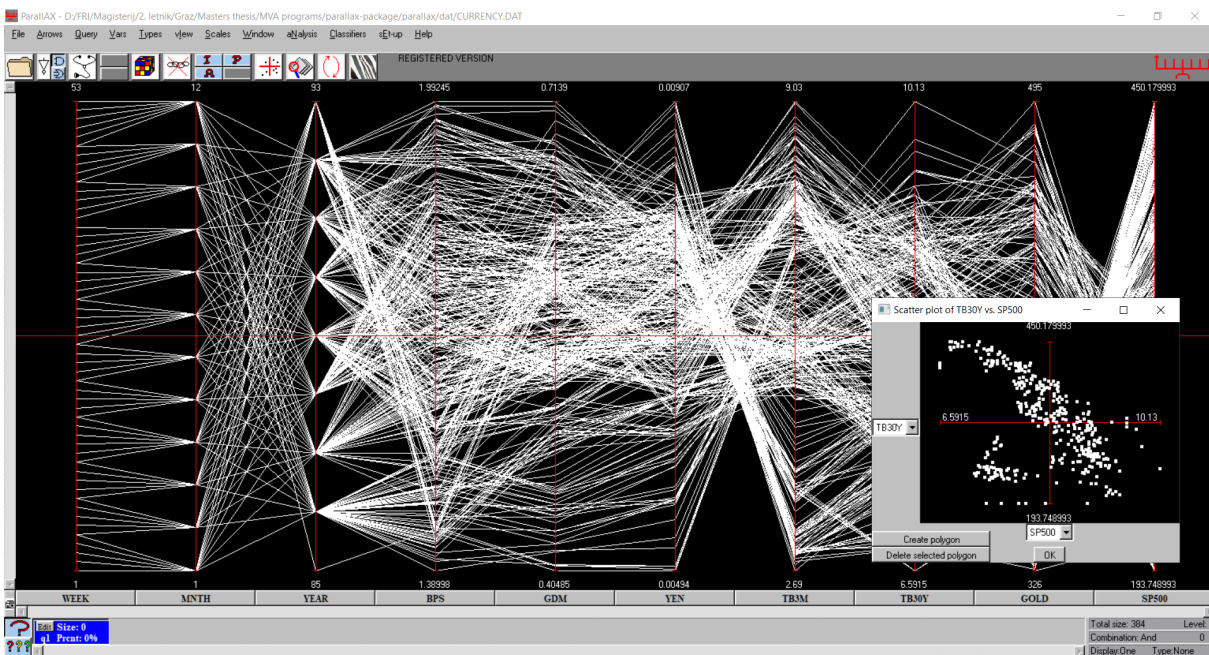 ParallAX - D:/FRI/Magisterij/2. letnik/Graz/Masters thesis/MVA programs/parallax-package/parallax/dat/CURRENCY.DAT
File Arrows Query Vars Types vIew Scales Window aNalysis Classifiers sEt-up Help
I P
A
REGISTERED VERSION
53 12 93 1.99245 0.7139 0.00907 9.03 10.13 495 450.179993
Scatter plot of TB30Y vs. SP500
450.179993
6.5915 10.13
TB30Y
193.748993
SP500
Create polygon
Delete selected polygon
OK
1 1 85 1.38998 0.40485 0.00494 2.69 6.5915 326 193.748993
WEEK MNTH YEAR BPS GDM YEN TB3M TB30Y GOLD SP500
Edit Size: 0
q1 Prcnt: 0%
Total size: 384 Level:
Combination: And 0
Display:One Type:None